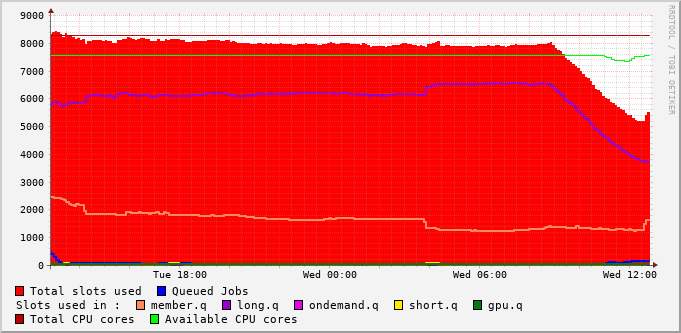 9000
8000
7000
6000
5000
4000
3000
2000
1000
0
Tue 18:00 Wed 00:00 Wed 06:00 Wed 12:00
RRDTOOL / TOBI OETIKER
Total slots used Queued Jobs
Slots used in : member.q long.q ondemand.q short.q gpu.q
Total CPU cores Available CPU cores